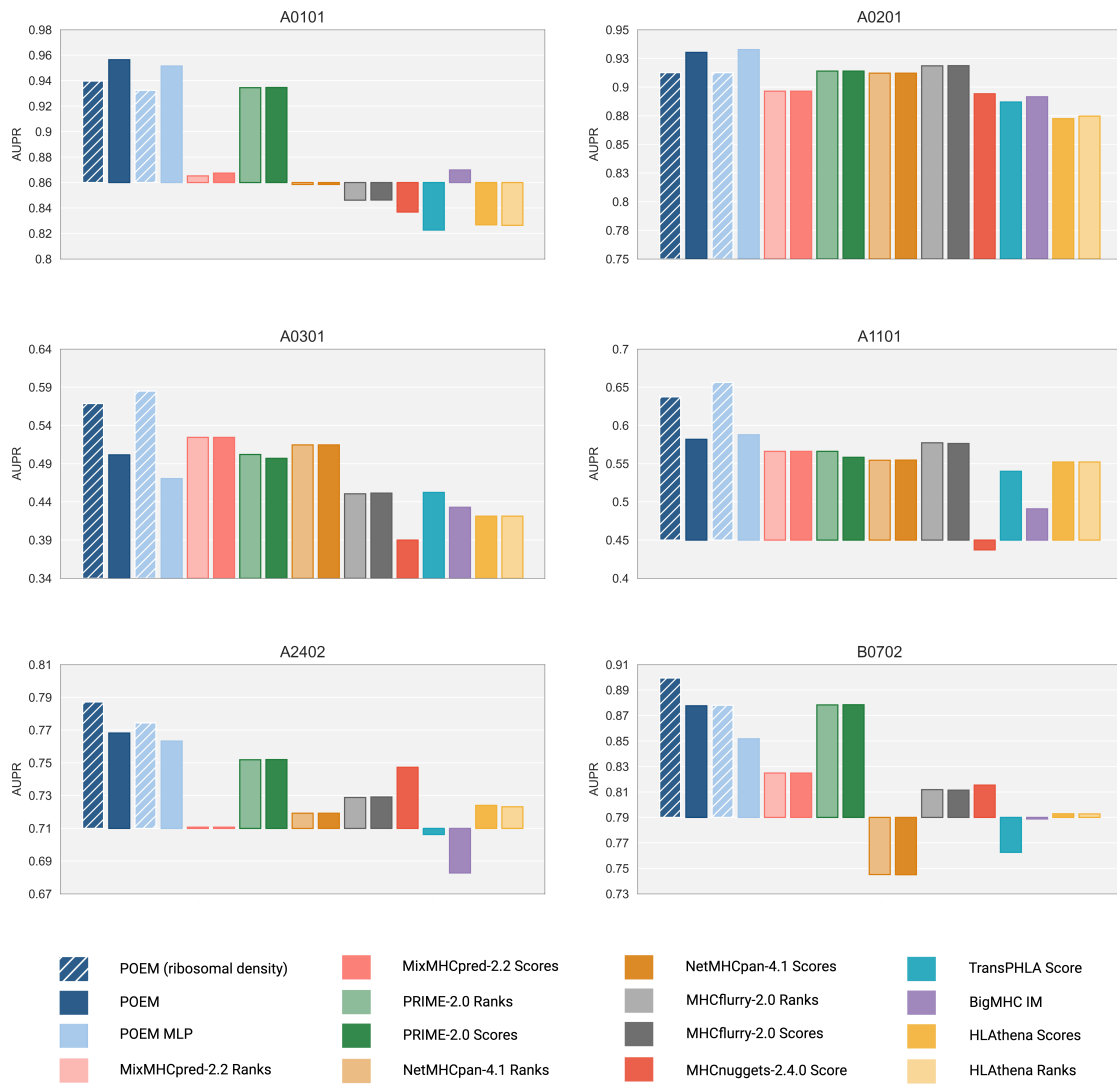 A0101
0.98
0.96
0.94
0.92
0.9
0.88
0.86
0.84
0.82
0.8
AUPR
A0201
0.95
0.93
0.9
0.88
0.85
0.83
0.8
0.78
0.75
AUPR
A0301
0.64
0.59
0.54
0.49
0.44
0.39
0.34
AUPR
A1101
0.7
0.65
0.6
0.55
0.5
0.45
0.4
AUPR
A2402
0.81
0.79
0.77
0.75
0.73
0.71
0.69
0.67
AUPR
B0702
0.91
0.89
0.87
0.85
0.83
0.81
0.79
0.77
0.75
0.73
AUPR
POEM (ribosomal density)
POEM
POEM MLP
MixMHCpred-2.2 Ranks
MixMHCpred-2.2 Scores
PRIME-2.0 Ranks
PRIME-2.0 Scores
NetMHCpan-4.1 Ranks
NetMHCpan-4.1 Scores
MHCflurry-2.0 Ranks
MHCflurry-2.0 Scores
MHCnuggets-2.4.0 Score
TransPHLA Score
BigMHC IM
HLAthena Scores
HLAthena Ranks